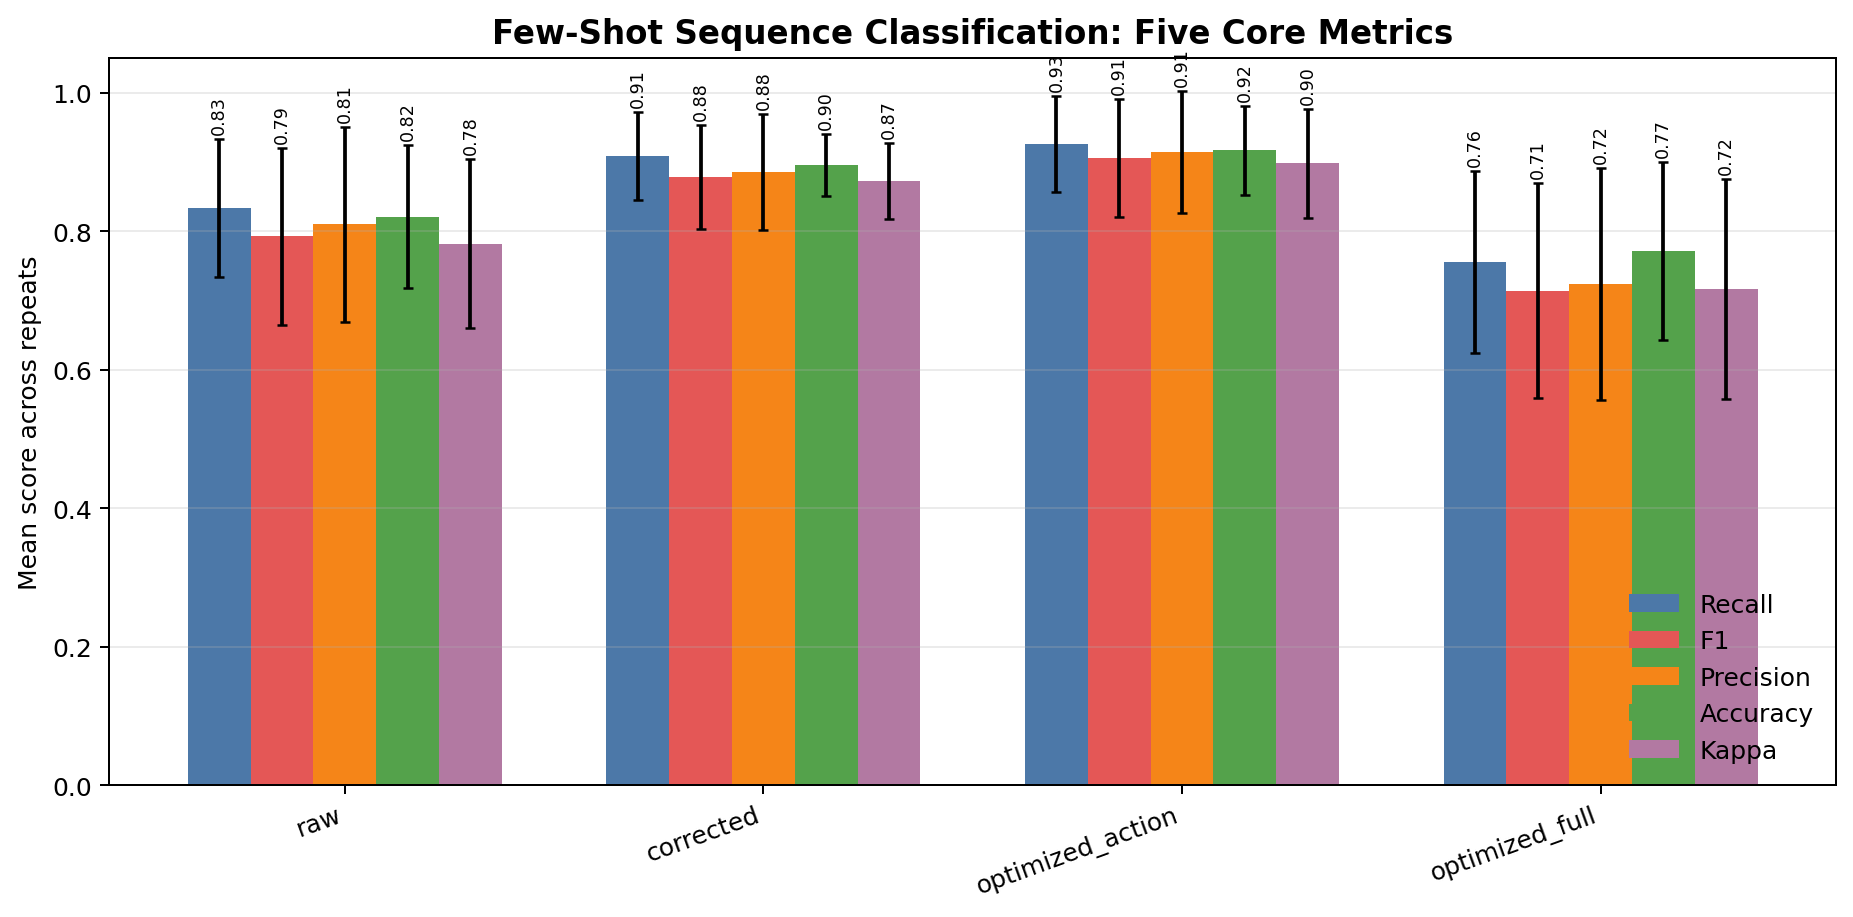 Few-Shot Sequence Classification: Five Core Metrics
Mean score across repeats
1.0
0.8
0.6
0.4
0.2
0.0
0.83
0.79
0.81
0.82
0.78
0.91
0.88
0.88
0.90
0.87
0.93
0.91
0.91
0.92
0.90
0.76
0.71
0.72
0.77
0.72
Recall
F1
Precision
Accuracy
Kappa
raw
corrected
optimized_action
optimized_full